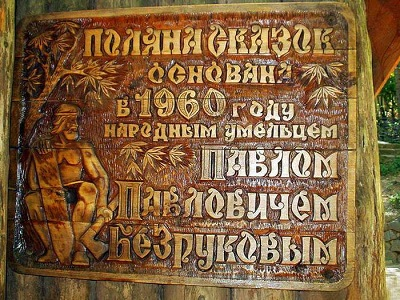 ПОЛЯНА СКАЗОК
ОСНОВАНА
В 1960 ГОДУ
НАРОДНЫМ УМЕЛЬЦЕМ
ПАВЛОМ
ПАВЛОВИЧЕМ
БЕЗРУКОВЫМ